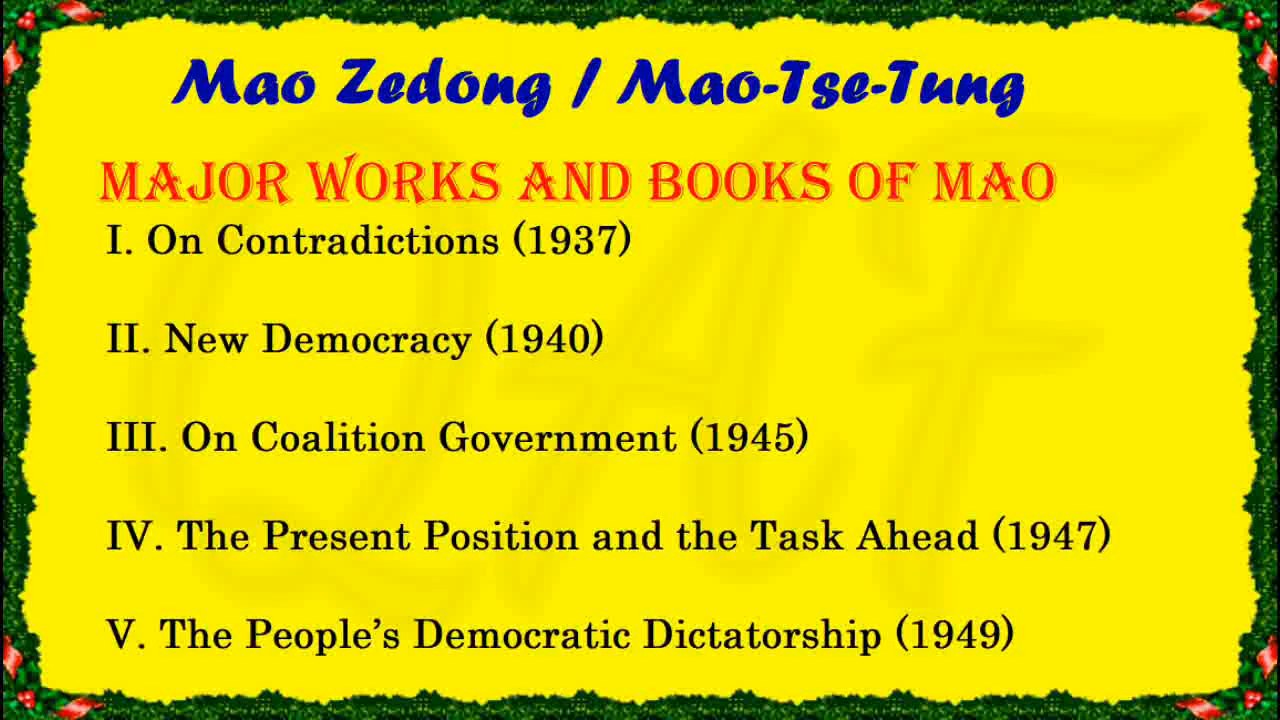 Mao Zedong / Mao-Tse-Tung
MAJOR WORKS AND BOOKS OF MAO
I. On Contradictions (1937)
II. New Democracy (1940)
III. On Coalition Government (1945)
IV. The Present Position and the Task Ahead (1947)
V. The People’s Democratic Dictatorship (1949)